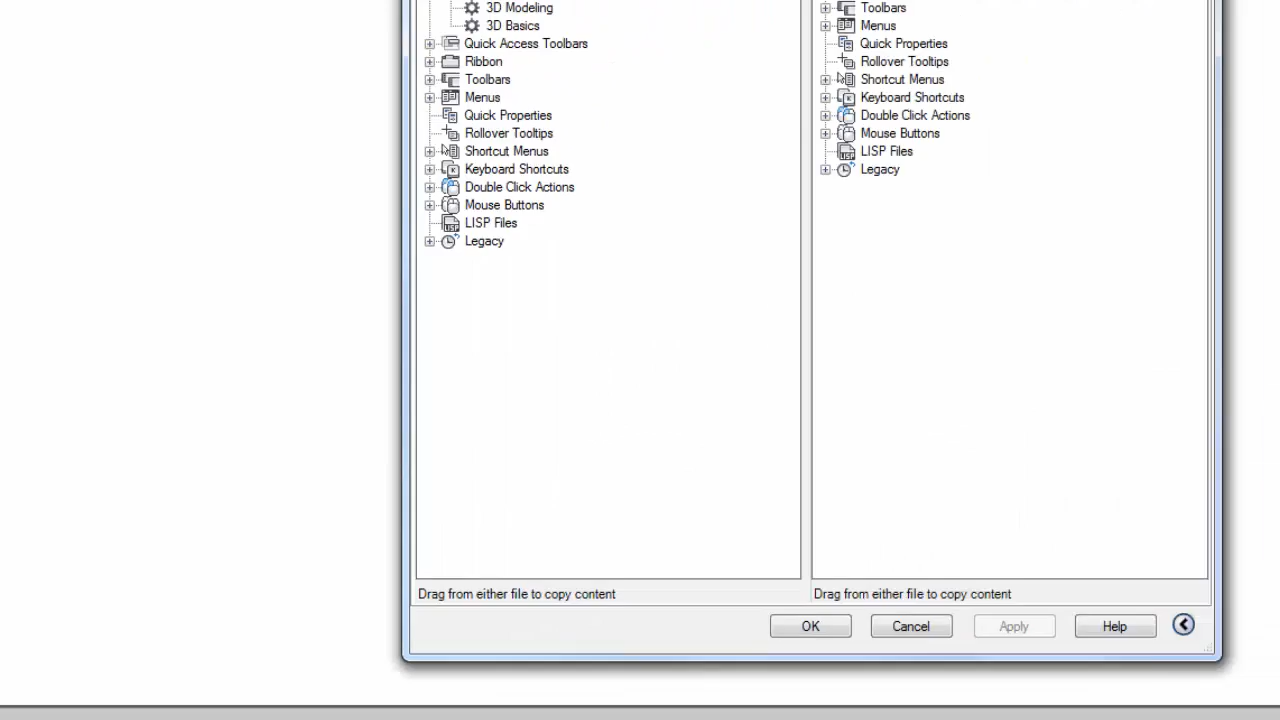 3D Modeling
3D Basics
Quick Access Toolbars
Ribbon
Toolbars
Menus
Quick Properties
Rollover Tooltips
Shortcut Menus
Keyboard Shortcuts
Double Click Actions
Mouse Buttons
LISP Files
Legacy
Drag from either file to copy content
Toolbars
Menus
Quick Properties
Rollover Tooltips
Shortcut Menus
Keyboard Shortcuts
Double Click Actions
Mouse Buttons
LISP Files
Legacy
Drag from either file to copy content
OK Cancel Apply Help